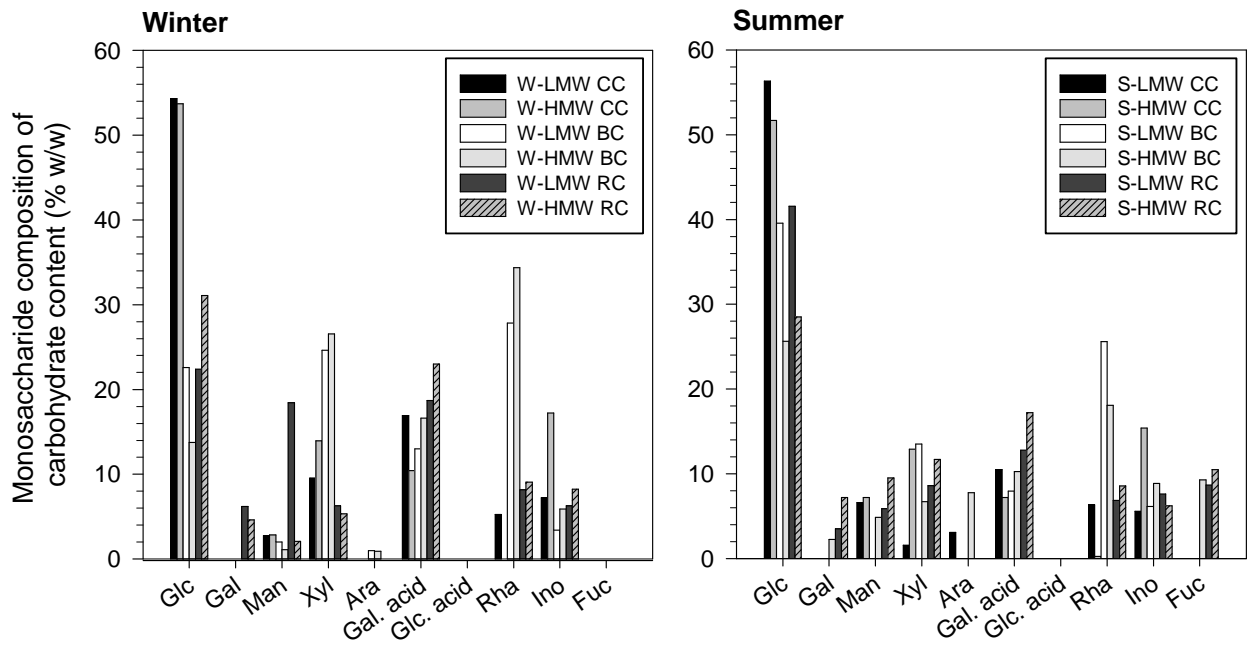 Winter
Summer
Monosaccharide composition of
carbohydrate content (% w/w)
60
50
40
30
20
10
0
W-LMW CC
W-HMW CC
W-LMW BC
W-HMW BC
W-LMW RC
W-HMW RC
Glc
Gal
Man
Xyl
Ara
Gal. acid
Glc. acid
Rha
Ino
Fuc
60
50
40
30
20
10
0
S-LMW CC
S-HMW CC
S-LMW BC
S-HMW BC
S-LMW RC
S-HMW RC
Glc
Gal
Man
Xyl
Ara
Gal. acid
Glc. acid
Rha
Ino
Fuc